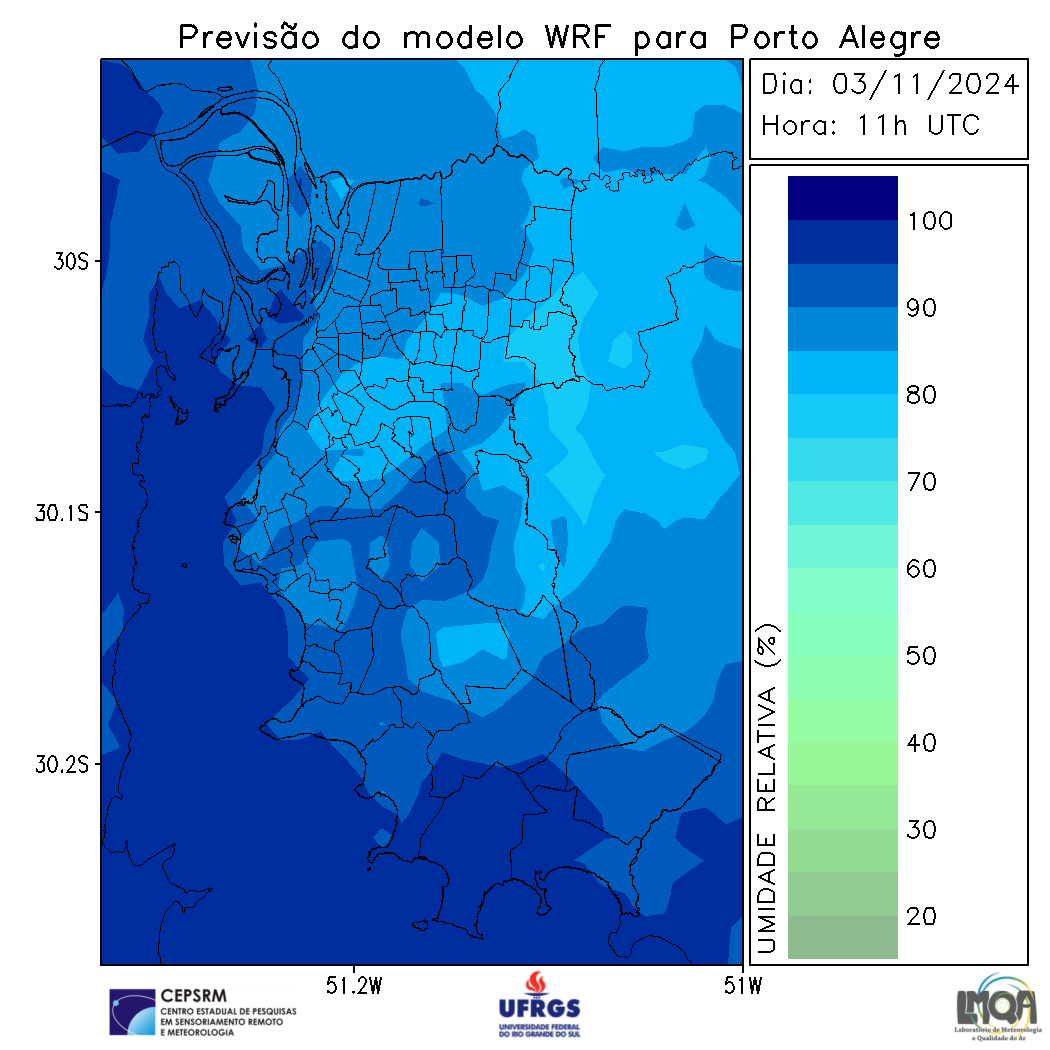 Previsão do modelo WRF para Porto Alegre
Dia: 03/11/2024
Hora: 11h UTC
100
90
80
70
60
50
40
30
20
UMIDADE RELATIVA (%)
30S
30.1S
30.2S
51.2W
51W
CEPSRM
CENTRO ESTADUAL DE PESQUISAS
EM SENSORIAMENTO REMOTO
E METEOROLOGIA
UFRGS
UNIVERSIDADE FEDERAL
DO RIO GRANDE DO SUL
LMQA
Laboratório de Meteorologia
e Qualidade do Ar